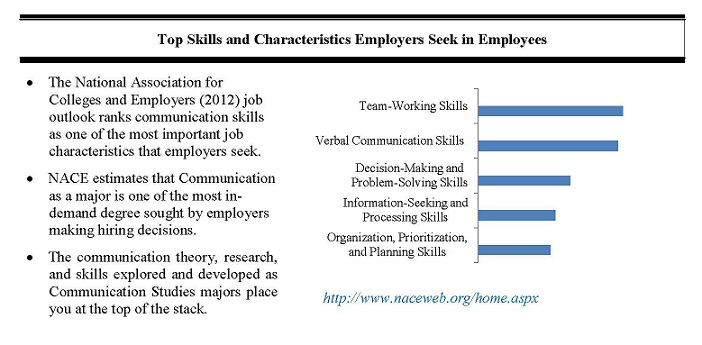 Top Skills and Characteristics Employers Seek in Employees
• The National Association for
Colleges and Employers (2012) job
outlook ranks communication skills
as one of the most important job
characteristics that employers seek.
• NACE estimates that Communication
as a major is one of the most in-
demand degree sought by employers
making hiring decisions.
• The communication theory, research,
and skills explored and developed as
Communication Studies majors place
you at the top of the stack.
Team-Working Skills
Verbal Communication Skills
Decision-Making and
Problem-Solving Skills
Information-Seeking and
Processing Skills
Organization, Prioritization,
and Planning Skills
http://www.naceweb.org/home.aspx